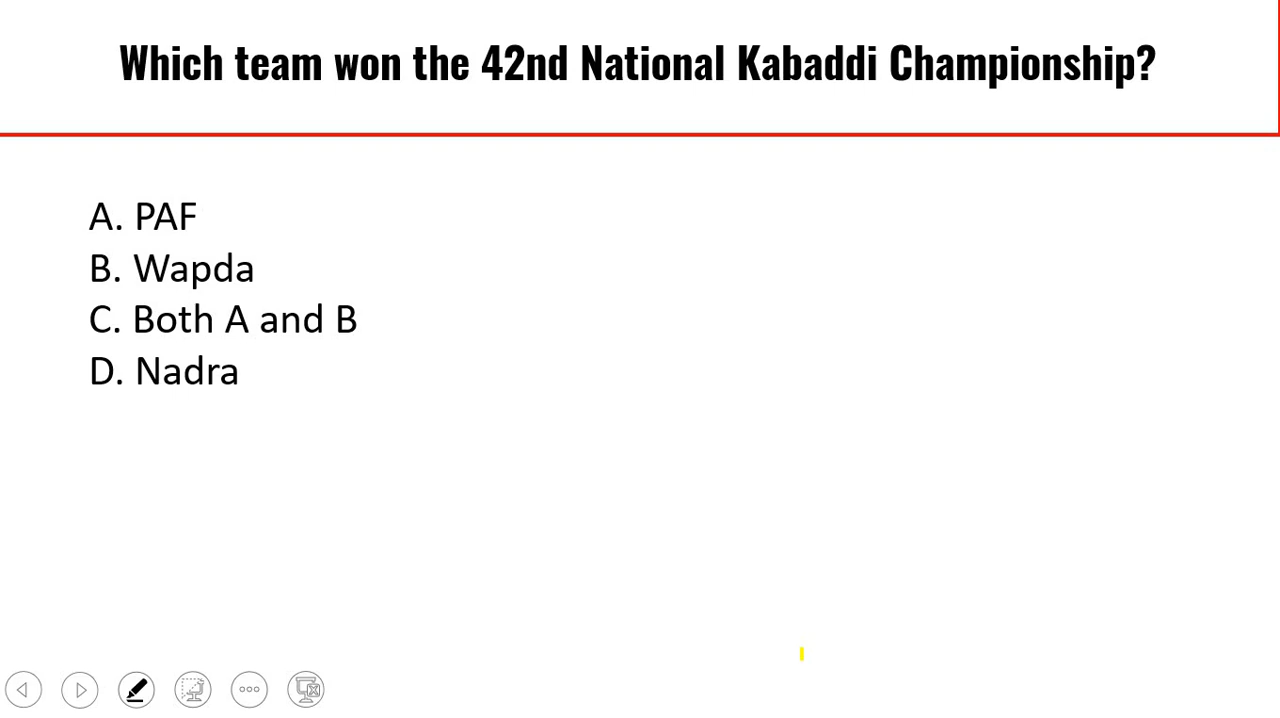 Which team won the 42nd National Kabaddi Championship?
A. PAF
B. Wapda
C. Both A and B
D. Nadra